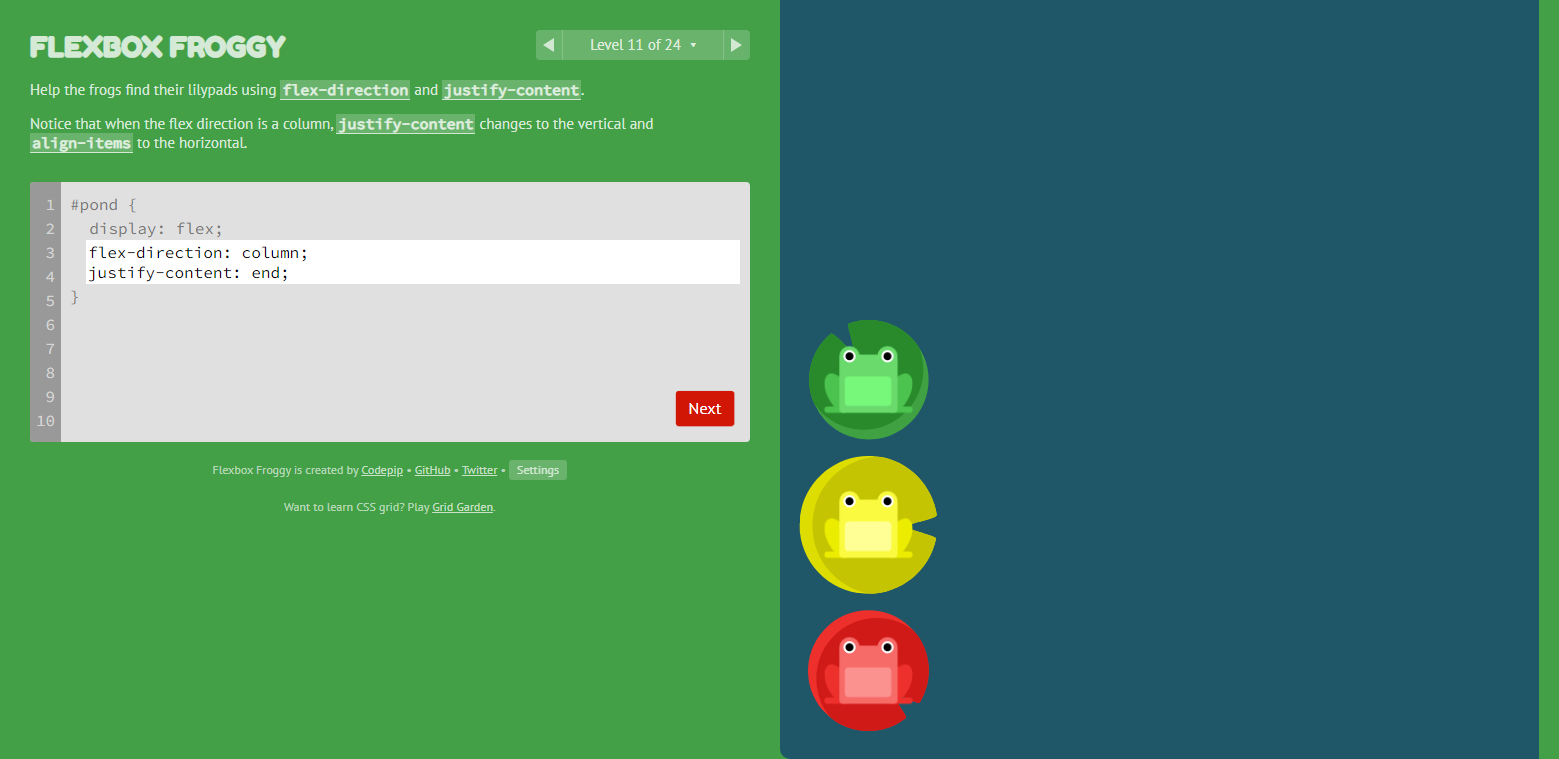 FLEXBOX FROGGY
◀ Level 11 of 24 ▾ ▶
Help the frogs find their lilypads using flex-direction and justify-content.
Notice that when the flex direction is a column, justify-content changes to the vertical and
align-items to the horizontal.
1 #pond {
2 display: flex;
3 flex-direction: column;
4 justify-content: end;
5 }
6
7
8
9
10
Next
Flexbox Froggy is created by Codepip • GitHub • Twitter • Settings
Want to learn CSS grid? Play Grid Garden.